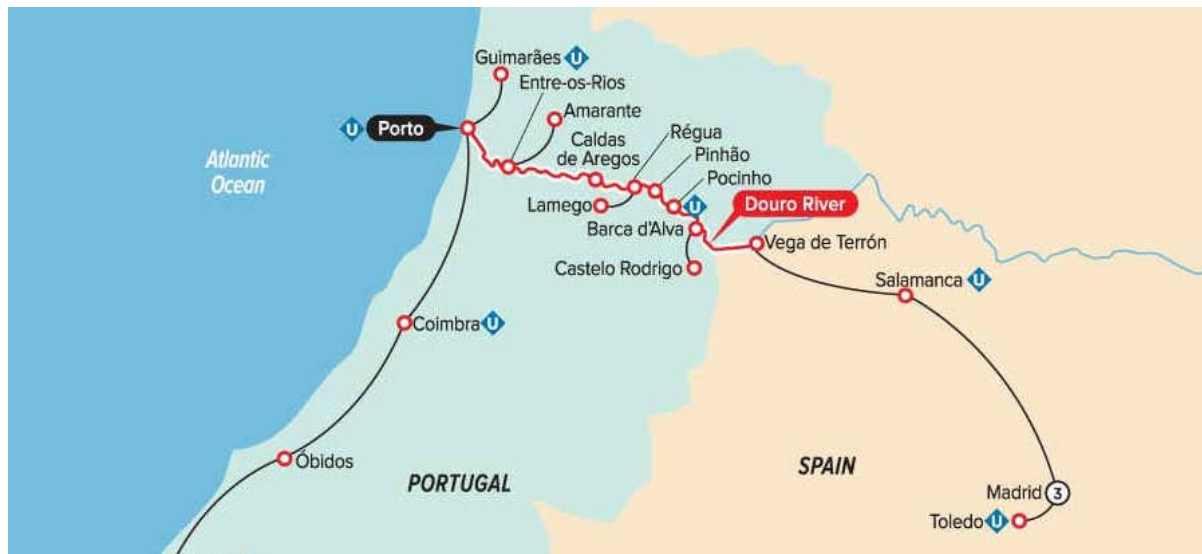 Guimarães U
Entre-os-Rios
U Porto
Amarante
Caldas
de Aregos
Régua
Pinhão
Pocinho
U
Atlantic
Ocean
Lamego
Douro River
Barca d'Alva
Vega de Terrón
Castelo Rodrigo
Salamanca U
Coimbra U
Óbidos
PORTUGAL
SPAIN
Madrid 3
Toledo U